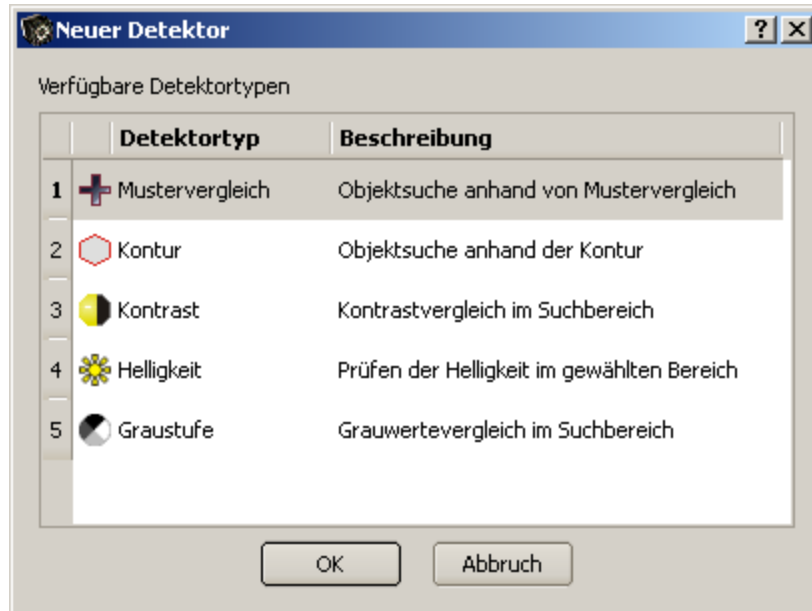 Neuer Detektor
Verfügbare Detektortypen
Detektortyp Beschreibung
1 Mustervergleich Objektsuche anhand von Mustervergleich
2 Kontur Objektsuche anhand der Kontur
3 Kontrast Kontrastvergleich im Suchbereich
4 Helligkeit Prüfen der Helligkeit im gewählten Bereich
5 Graustufe Grauwertevergleich im Suchbereich
OK Abbruch